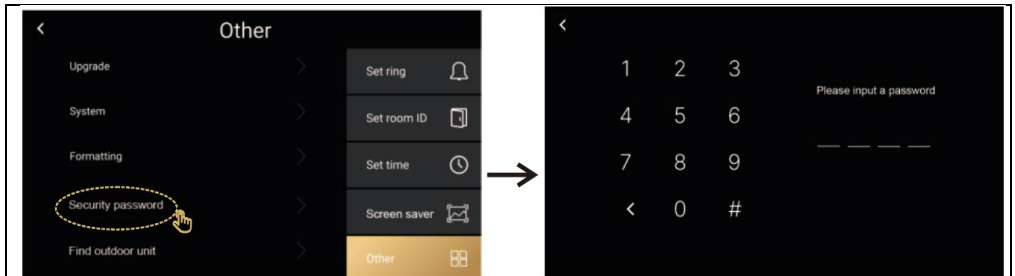 Other
Upgrade
System
Formatting
Security password
Find outdoor unit
Set ring
Set room ID
Set time
Screen saver
Other
1 2 3
4 5 6
7 8 9
< 0 #
Please input a password